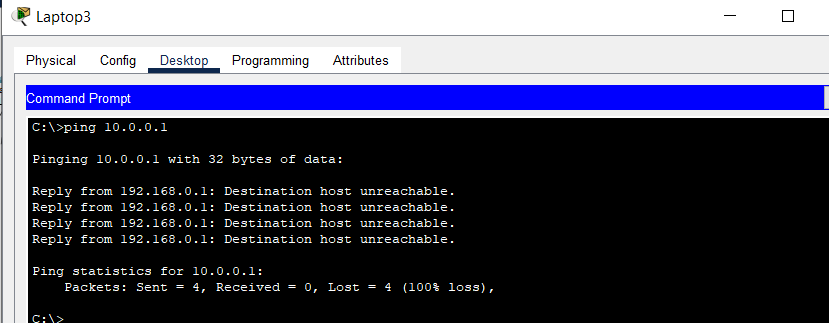 Laptop3
Physical Config Desktop Programming Attributes
Command Prompt
C:\>ping 10.0.0.1
Pinging 10.0.0.1 with 32 bytes of data:
Reply from 192.168.0.1: Destination host unreachable.
Reply from 192.168.0.1: Destination host unreachable.
Reply from 192.168.0.1: Destination host unreachable.
Reply from 192.168.0.1: Destination host unreachable.
Ping statistics for 10.0.0.1:
Packets: Sent = 4, Received = 0, Lost = 4 (100% loss),
C:\>